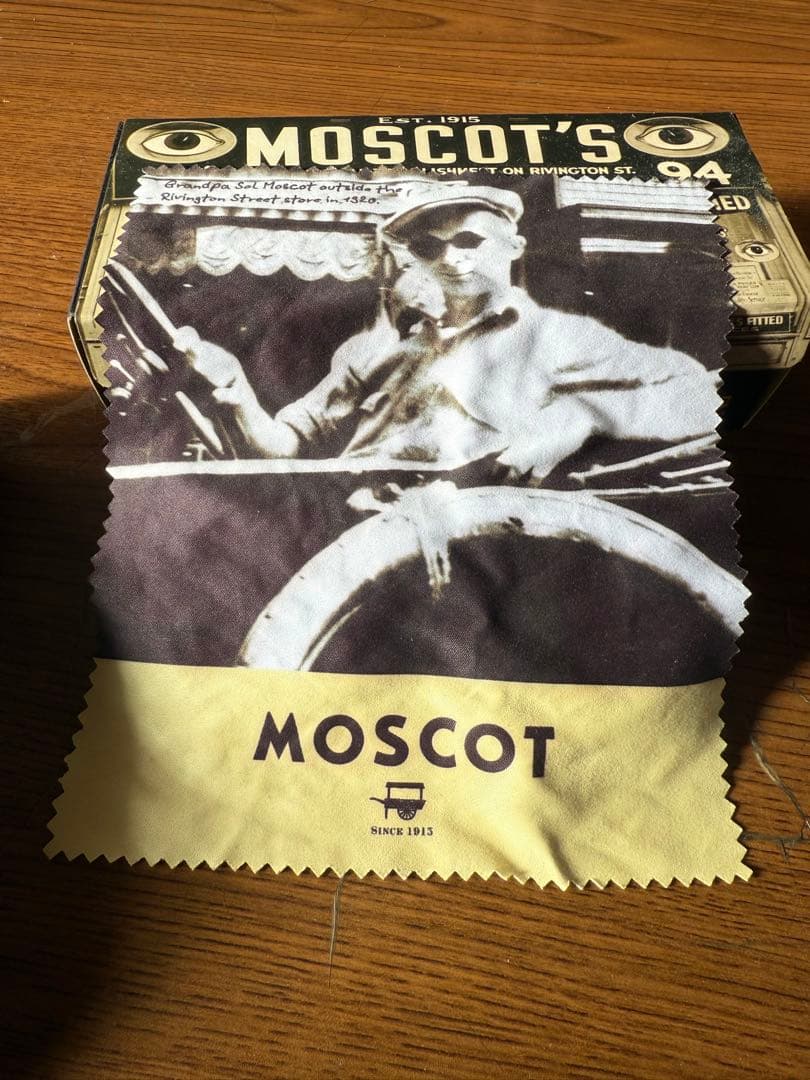 EST. 1915
MOSCOT'S
ON RIVINGTON ST.
94
Grandpa Sol Moscot outside the
Rivington Street store in 1920.
FITTED
MOSCOT
SINCE 1915